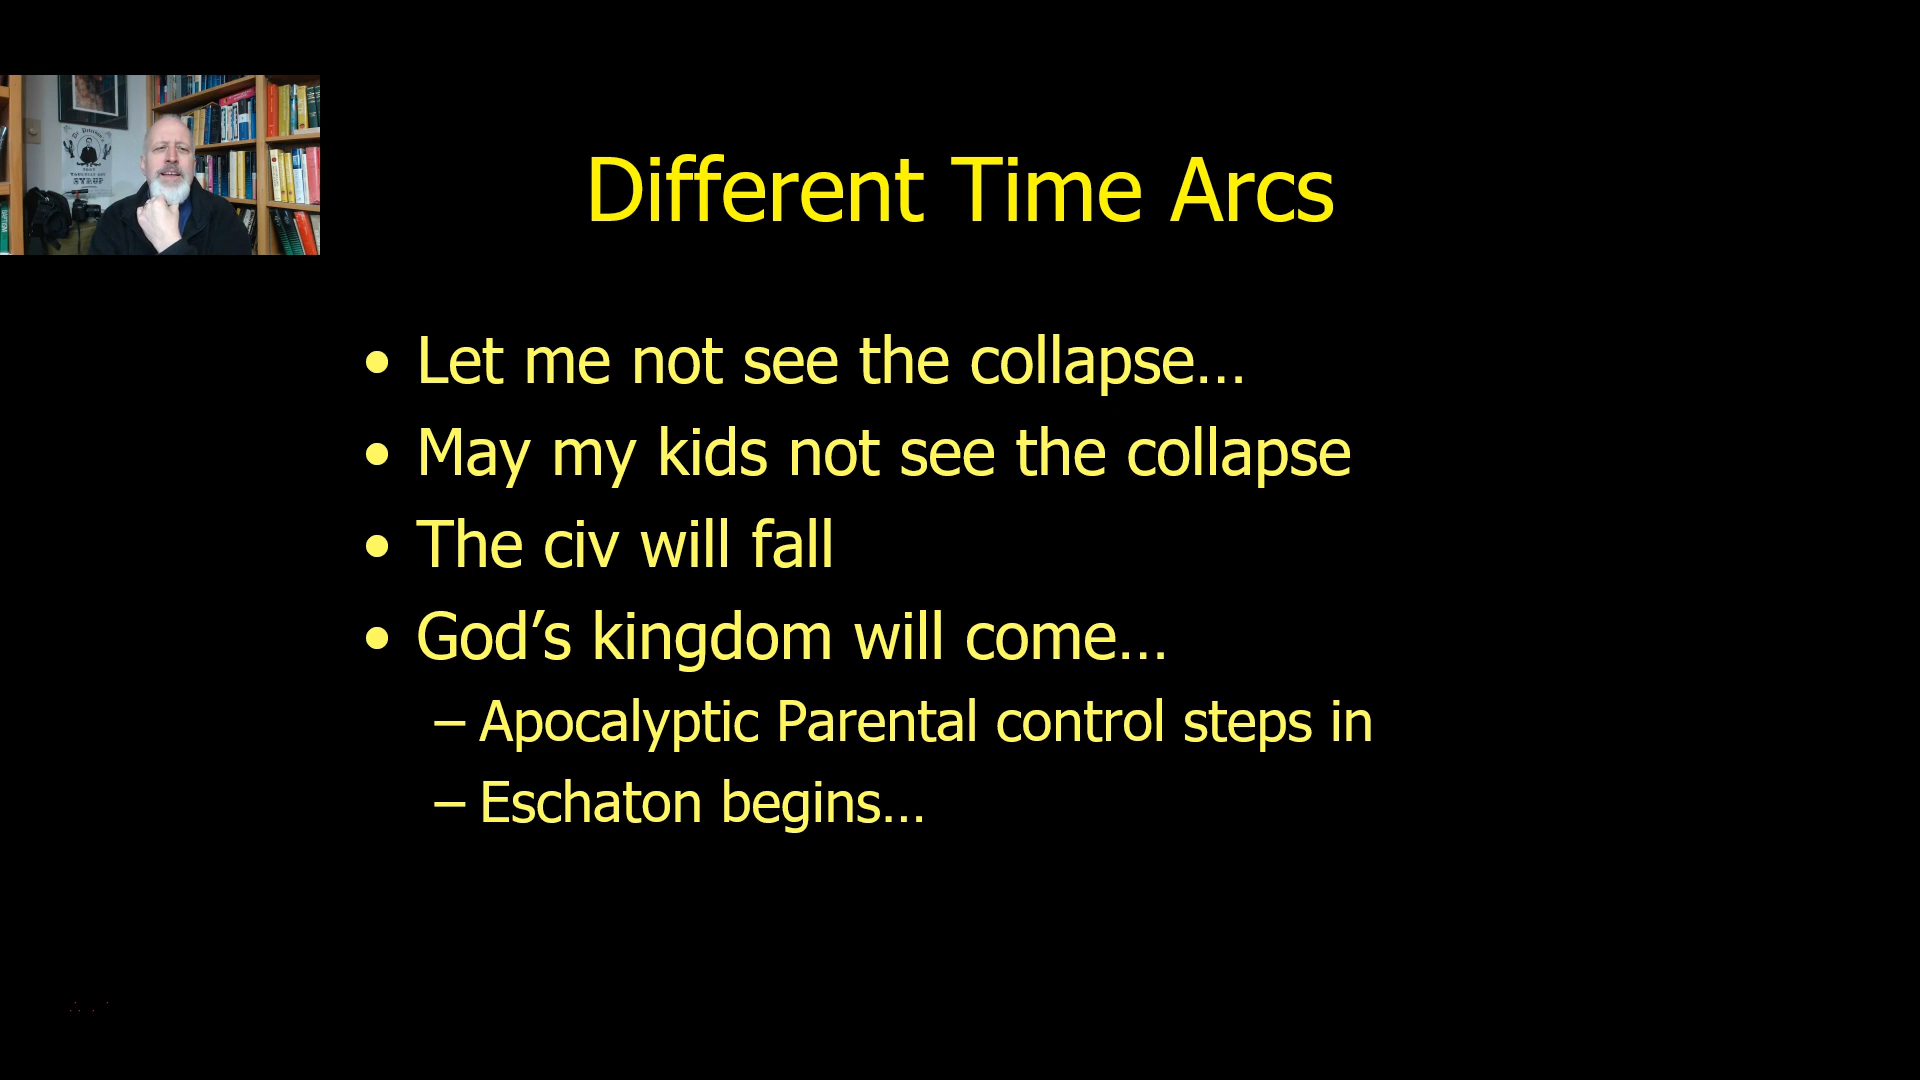 Different Time Arcs
• Let me not see the collapse…
• May my kids not see the collapse
• The civ will fall
• God’s kingdom will come…
– Apocalyptic Parental control steps in
– Eschaton begins…
SYRUP